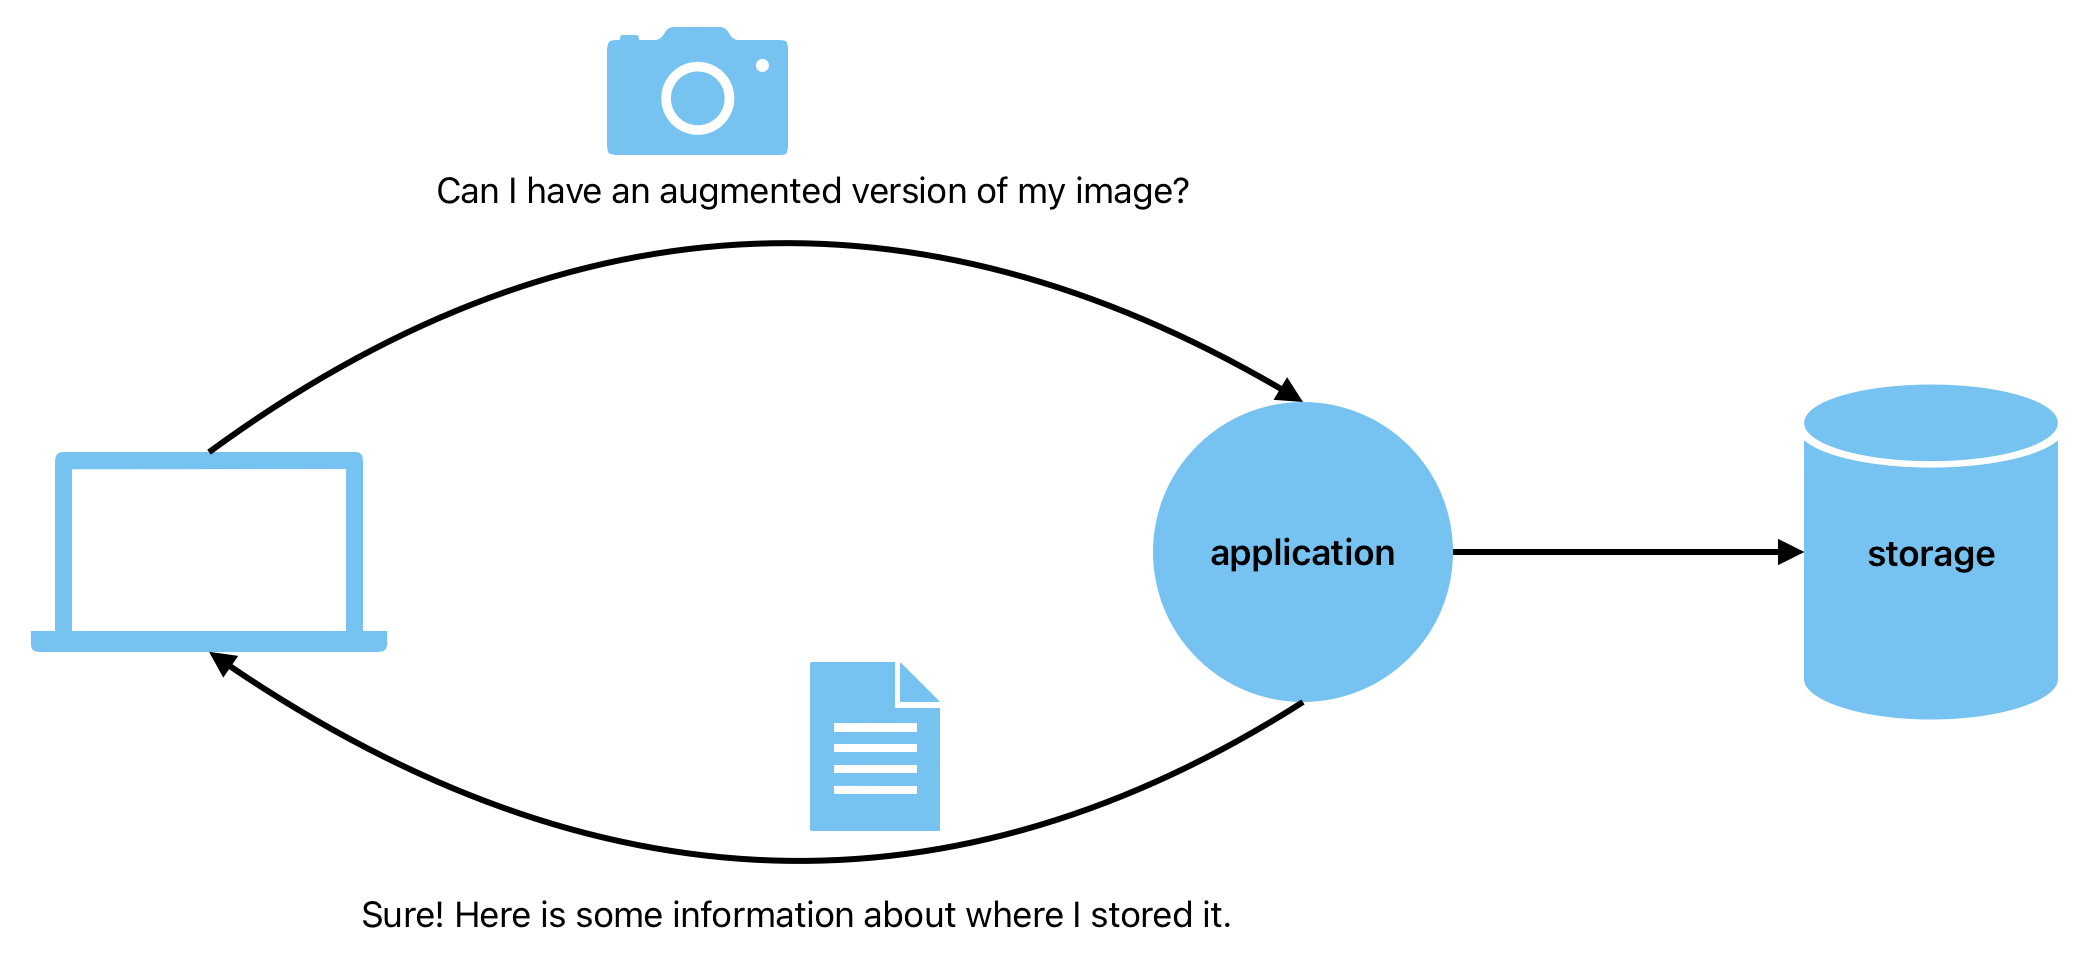 Can I have an augmented version of my image?
application
storage
Sure! Here is some information about where I stored it.